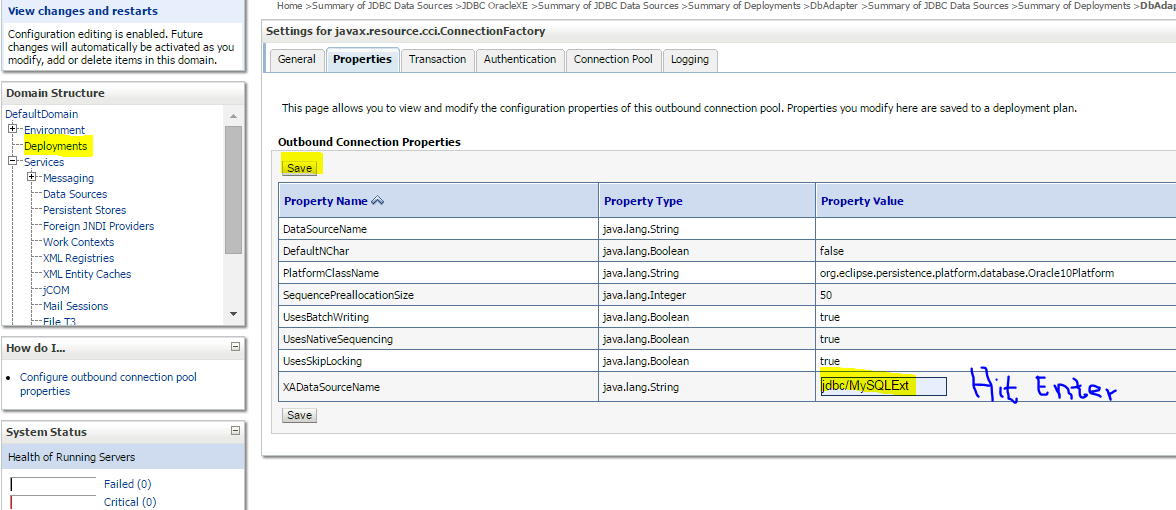 View changes and restarts
Configuration editing is enabled. Future
changes will automatically be activated as you
modify, add or delete items in this domain.
Domain Structure
DefaultDomain
Environment
Deployments
Services
Messaging
Data Sources
Persistent Stores
Foreign JNDI Providers
Work Contexts
XML Registries
XML Entity Caches
jCOM
Mail Sessions
File T3
How do I...
Configure outbound connection pool
properties
System Status
Health of Running Servers
Failed (0)
Critical (0)
Home >Summary of JDBC Data Sources >JDBC OracleXE >Summary of JDBC Data Sources >Summary of Deployments >DbAdapter >Summary of JDBC Data Sources >Summary of Deployments >DbAdap
Settings for javax.resource.cci.ConnectionFactory
General Properties Transaction Authentication Connection Pool Logging
This page allows you to view and modify the configuration properties of this outbound connection pool. Properties you modify here are saved to a deployment plan.
Outbound Connection Properties
Save
Property Name Property Type Property Value
DataSourceName java.lang.String
DefaultNChar java.lang.Boolean false
PlatformClassName java.lang.String org.eclipse.persistence.platform.database.Oracle10Platform
SequencePreallocationSize java.lang.Integer 50
UsesBatchWriting java.lang.Boolean true
UsesNativeSequencing java.lang.Boolean true
UsesSkipLocking java.lang.Boolean true
XADataSourceName java.lang.String jdbc/MySQLExt Hit Enter
Save